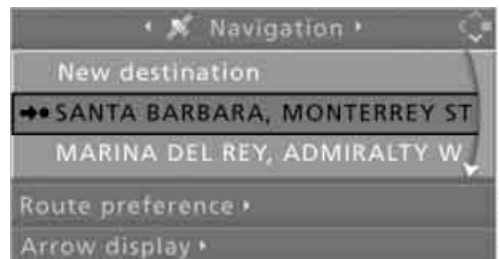 Navigation
New destination
SANTA BARBARA, MONTERREY ST
MARINA DEL REY, ADMIRALTY W
Route preference
Arrow display